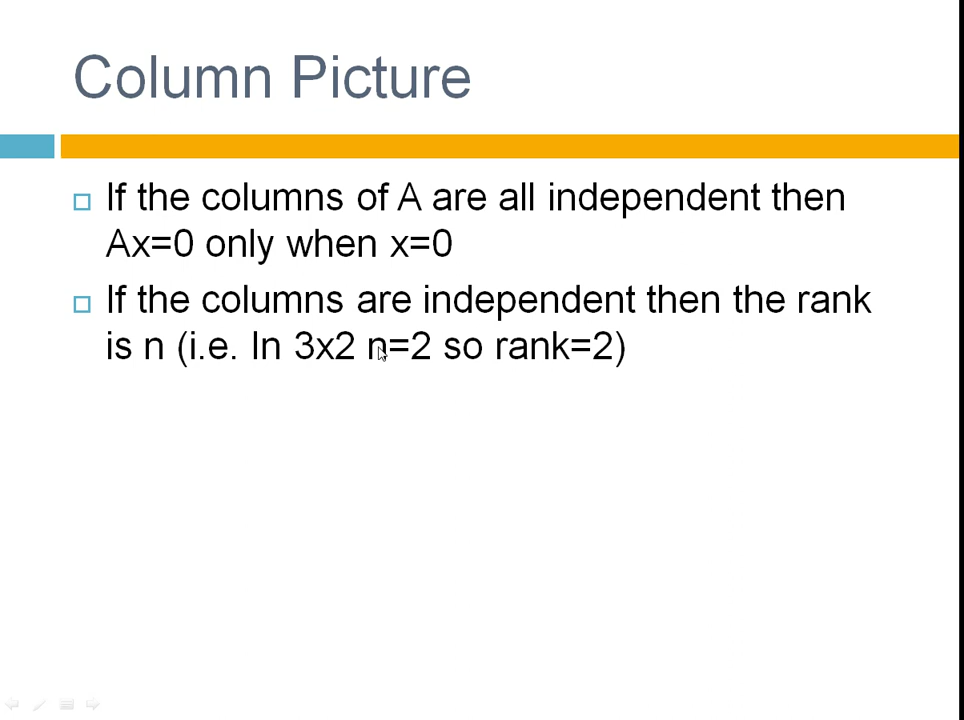 Column Picture
If the columns of A are all independent then
Ax=0 only when x=0
If the columns are independent then the rank
is n (i.e. In 3x2 n=2 so rank=2)